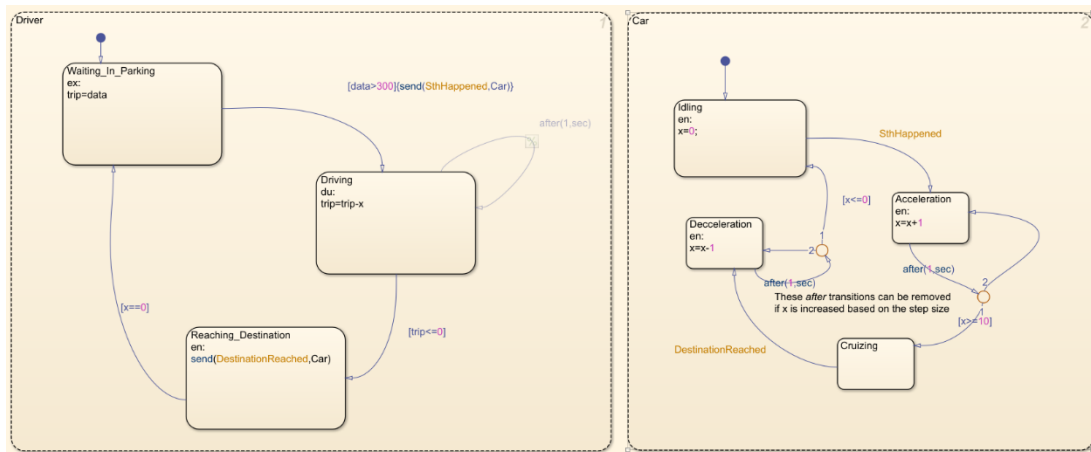 Driver
1
Waiting_In_Parking
ex:
trip=data
[data>300]{send(SthHappened,Car)}
after(1,sec)
Driving
du:
trip=trip-x
[x==0]
[trip<=0]
Reaching_Destination
en:
send(DestinationReached,Car)
Car
2
Idling
en:
x=0;
SthHappened
[x<=0]
Acceleration
en:
x=x+1
Decceleration
en:
x=x-1
1
2
after(1,sec)
after(1,sec)
2
1
These after transitions can be removed
if x is increased based on the step size
[x>=10]
DestinationReached
Cruizing